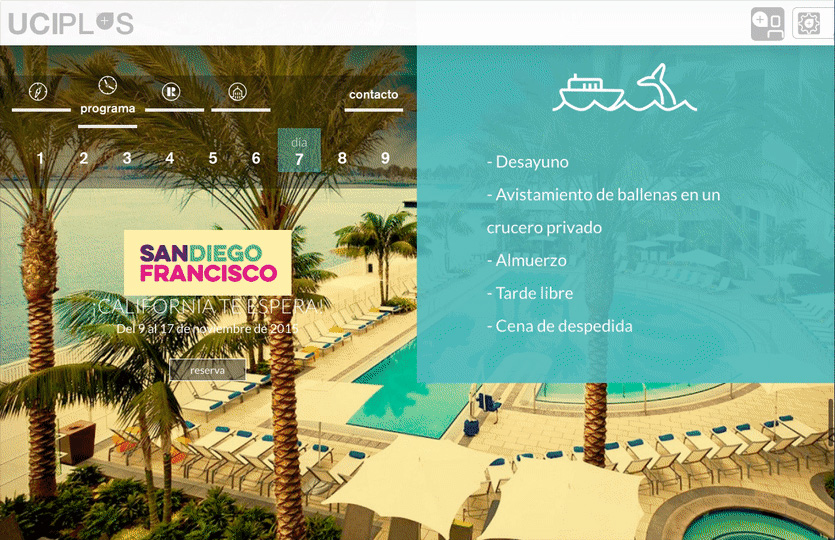 UCIPLUS
programa
contacto
día
1 2 3 4 5 6 7 8 9
SANDIEGO
FRANCISCO
¡CALIFORNIA TE ESPERA!
Del 9 al 17 de noviembre de 2015
reserva
- Desayuno
- Avistamiento de ballenas en un
crucero privado
- Almuerzo
- Tarde libre
- Cena de despedida